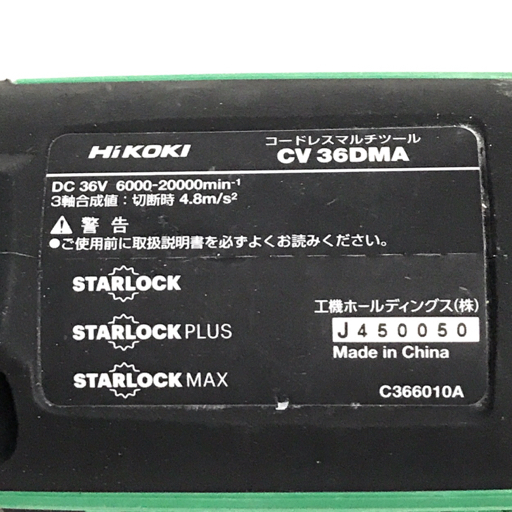 HiKOKI
コードレスマルチツール
CV 36DMA
DC 36V 6000-20000min-1
3軸合成値：切断時 4.8m/s2
警告
●ご使用前に取扱説明書を必ずよくお読みください。
STARLOCK
STARLOCK PLUS
STARLOCK MAX
工機ホールディングス(株)
J450050
Made in China
C366010A